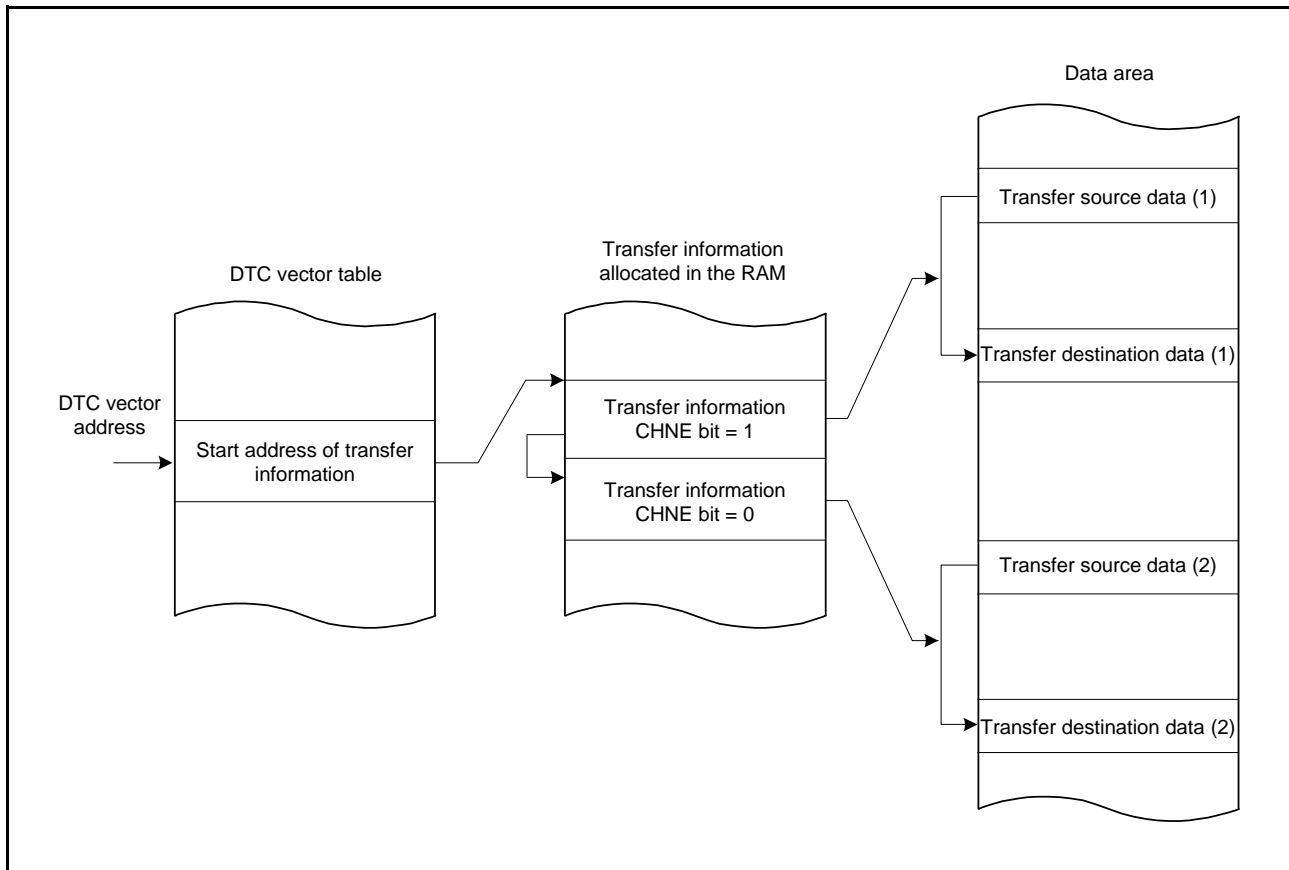 DTC vector
address
DTC vector table
Start address of transfer
information
Transfer information
allocated in the RAM
Transfer information
CHNE bit = 1
Transfer information
CHNE bit = 0
Data area
Transfer source data (1)
Transfer destination data (1)
Transfer source data (2)
Transfer destination data (2)